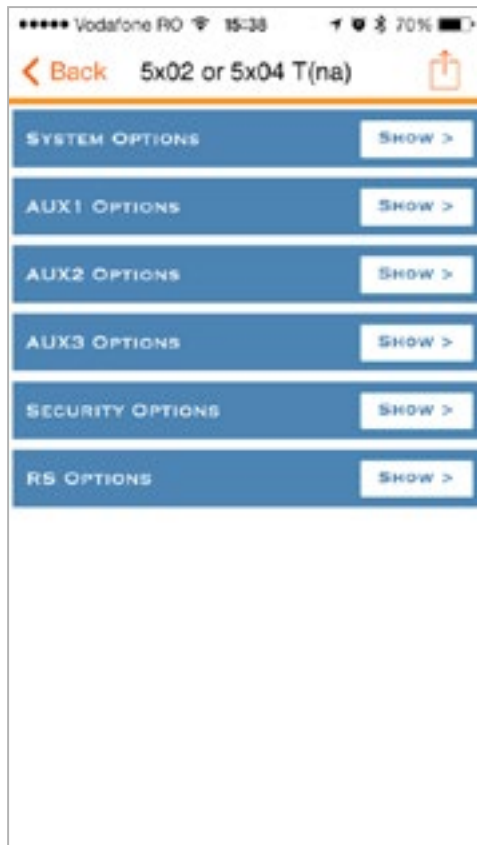 Vodafone RO 15:38 70%
Back 5x02 or 5x04 T(na)
SYSTEM OPTIONS SHOW >
AUX1 OPTIONS SHOW >
AUX2 OPTIONS SHOW >
AUX3 OPTIONS SHOW >
SECURITY OPTIONS SHOW >
RS OPTIONS SHOW >